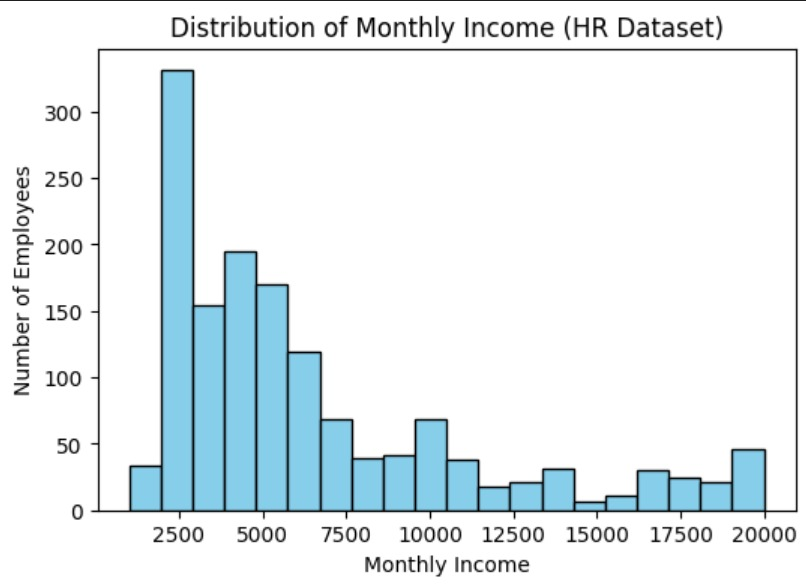 Distribution of Monthly Income (HR Dataset)
Number of Employees
300
250
200
150
100
50
0
2500 5000 7500 10000 12500 15000 17500 20000
Monthly Income